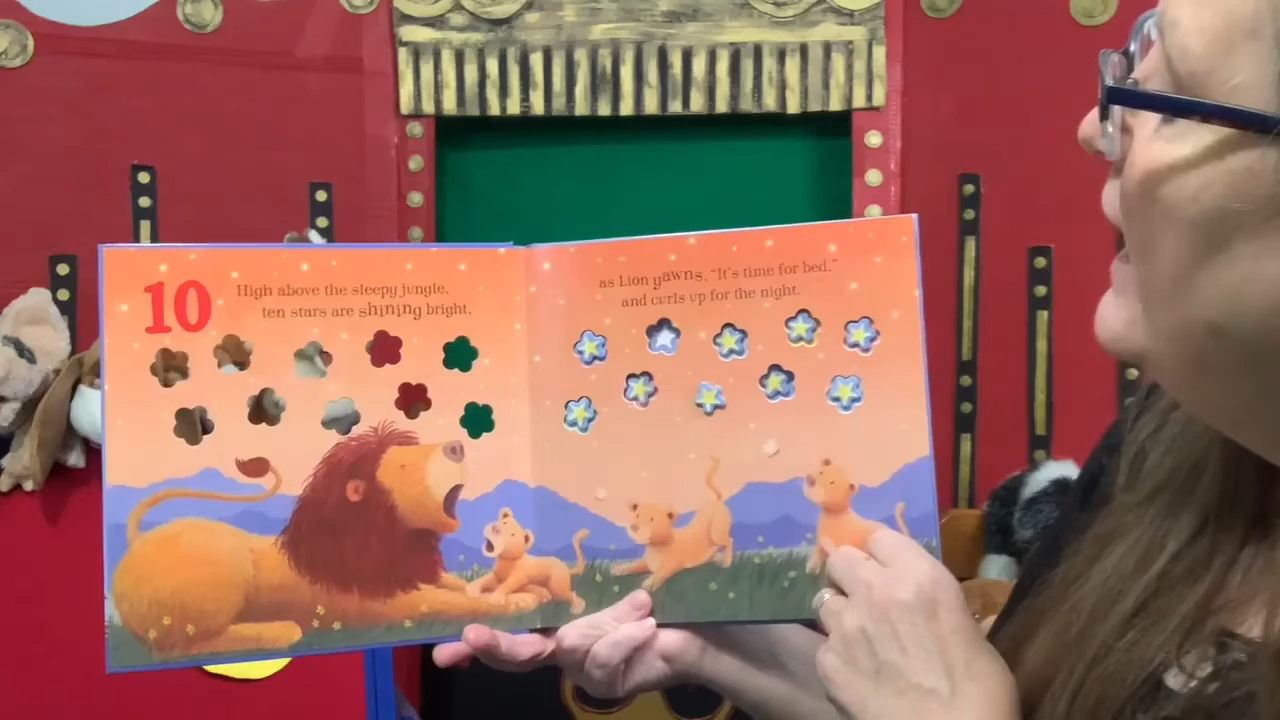 10
High above the sleepy jungle,
ten stars are shining bright,
as Lion yawns, "It's time for bed,"
and curls up for the night.